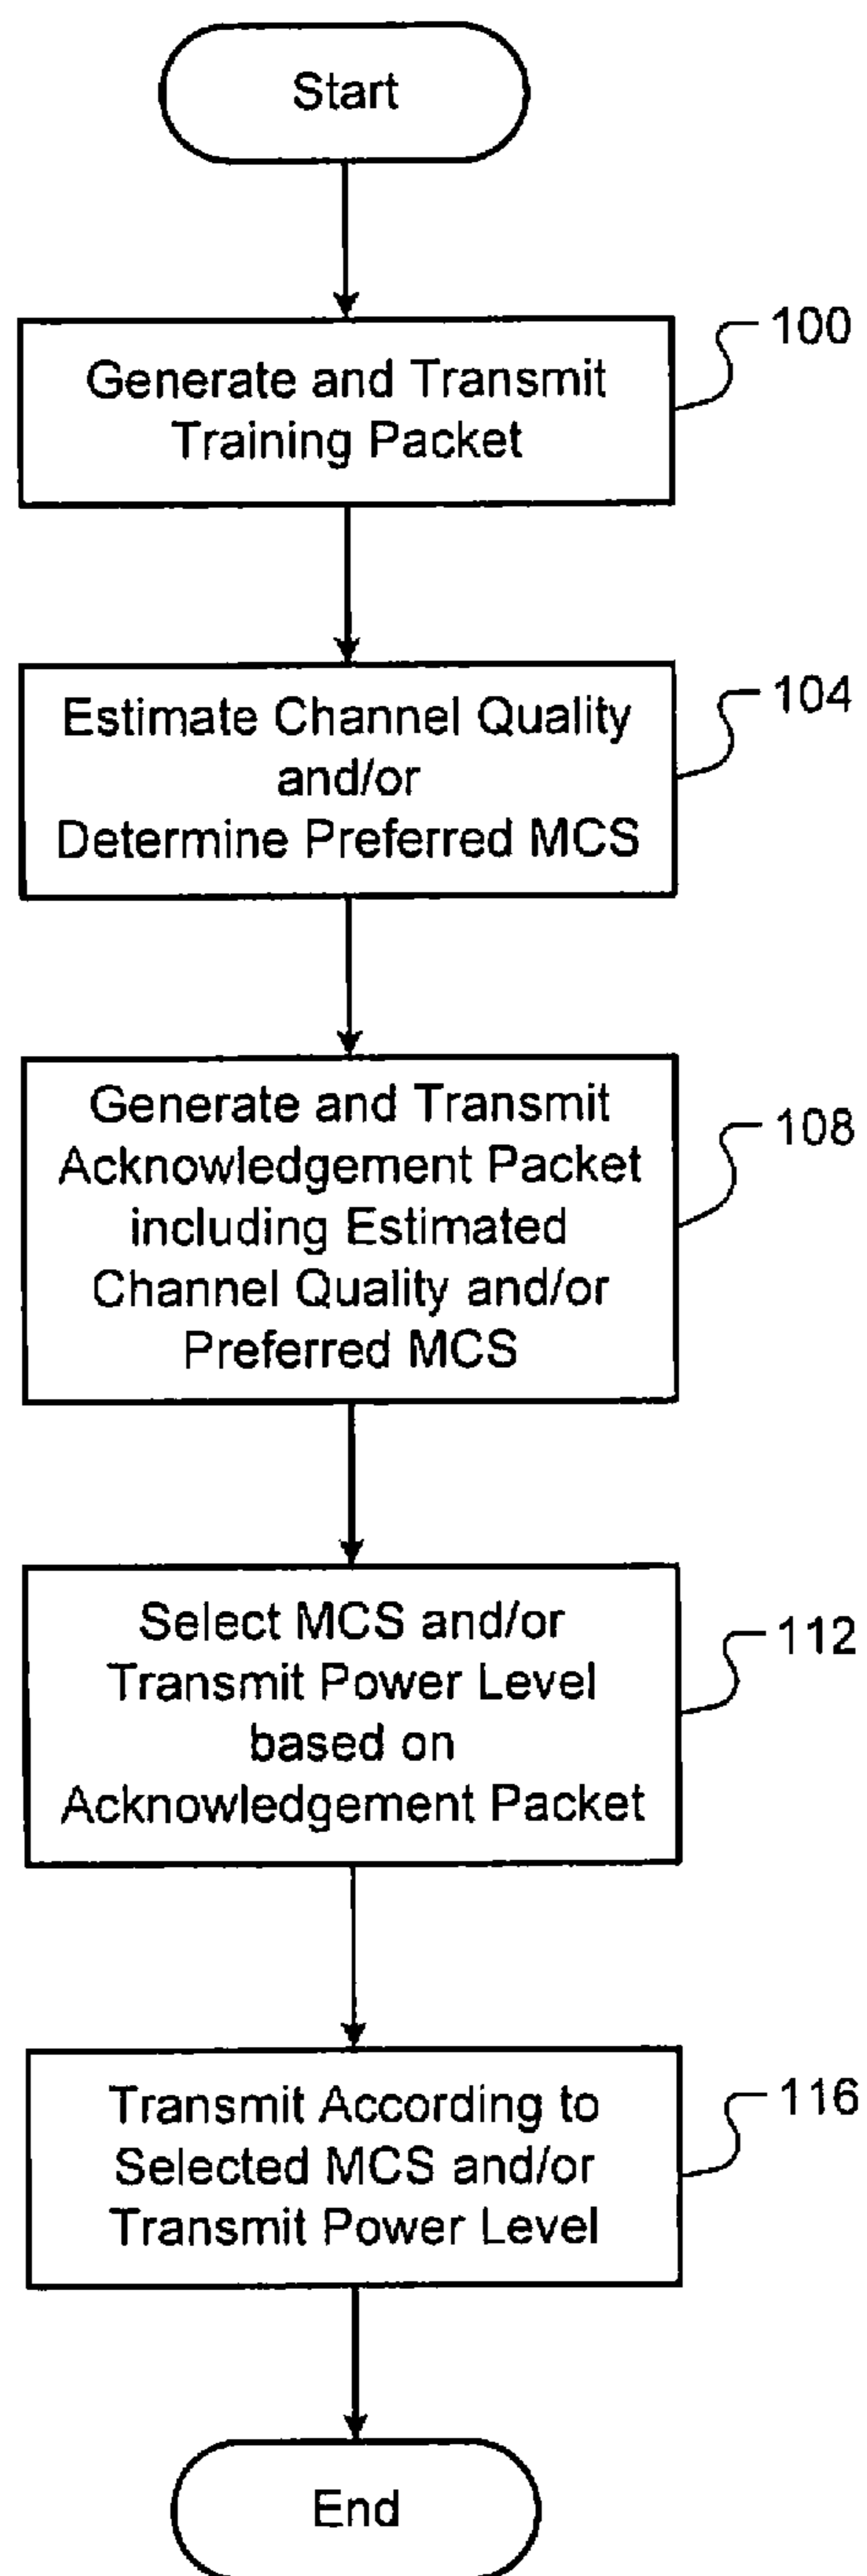 Start
100
Generate and Transmit
Training Packet
104
Estimate Channel Quality
and/or
Determine Preferred MCS
108
Generate and Transmit
Acknowledgement Packet
including Estimated
Channel Quality and/or
Preferred MCS
112
Select MCS and/or
Transmit Power Level
based on
Acknowledgement Packet
116
Transmit According to
Selected MCS and/or
Transmit Power Level
End